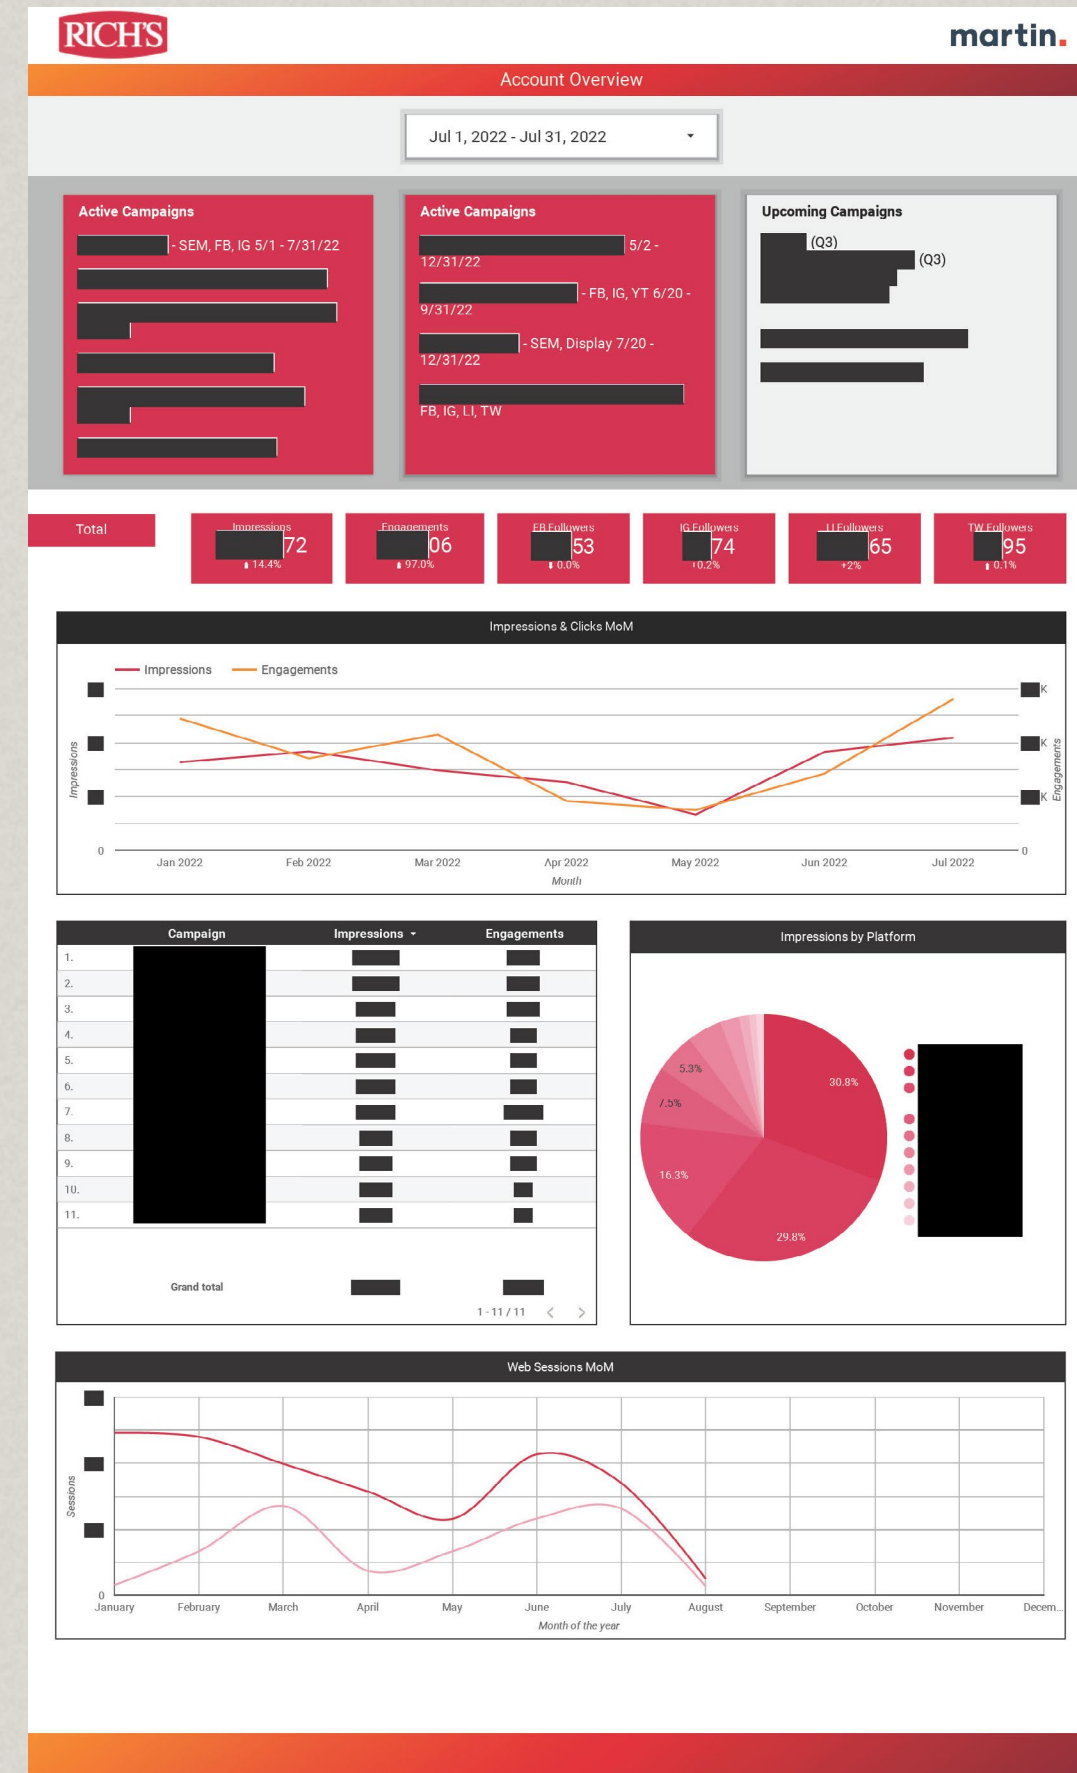 RICH'S
martin.
Account Overview
Jul 1, 2022 - Jul 31, 2022
Active Campaigns
- SEM, FB, IG 5/1 - 7/31/22
Active Campaigns
5/2 -
12/31/22
- FB, IG, YT 6/20 -
9/31/22
- SEM, Display 7/20 -
12/31/22
FB, IG, LI, TW
Upcoming Campaigns
(Q3)
(Q3)
Total
Impressions
72
14.4%
Engagements
06
97.0%
FB Followers
53
0.0%
IG Followers
74
0.2%
LI Followers
65
+2%
TW Followers
95
0.1%
Impressions & Clicks MoM
Impressions
Engagements
K
K
K
0
0
Impressions
Engagements
Jan 2022
Feb 2022
Mar 2022
Apr 2022
May 2022
Jun 2022
Jul 2022
Month
Campaign Impressions Engagements
1.
2.
3.
4.
5.
6.
7.
8.
9.
10.
11.
Grand total
1 - 11 / 11
Impressions by Platform
30.8%
29.8%
16.3%
7.5%
5.3%
Web Sessions MoM
Sessions
0
January
February
March
April
May
June
July
August
September
October
November
Decem...
Month of the year